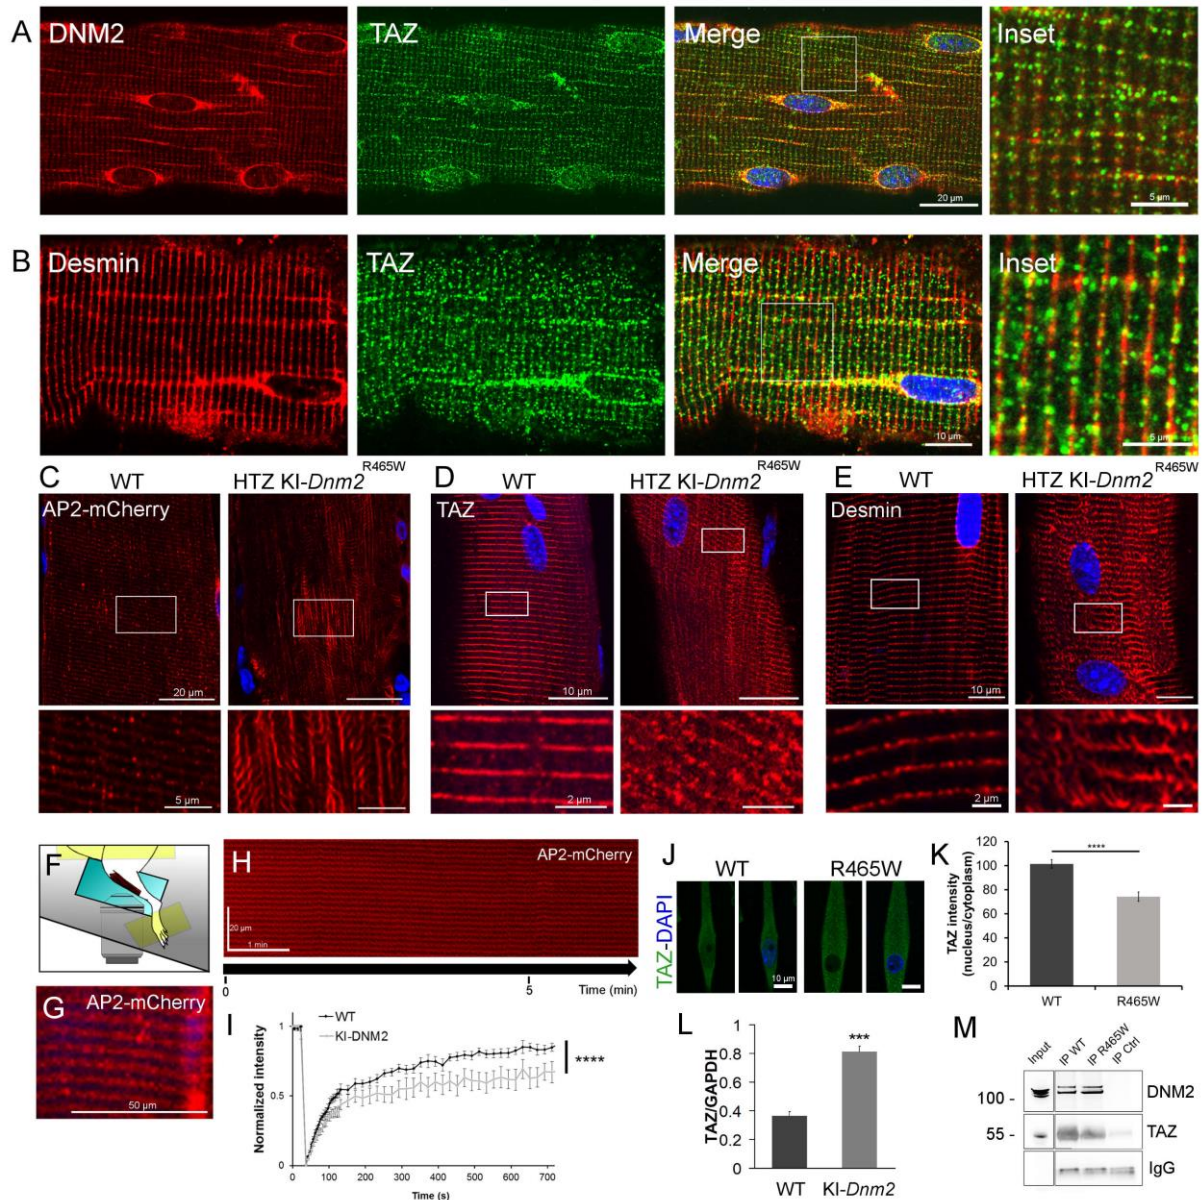 A DNM2 TAZ Merge Inset
20 µm 5 µm
B Desmin TAZ Merge Inset
10 µm 5 µm
C WT HTZ KI-Dnm2 R465W
AP2-mCherry
20 µm
5 µm
D WT HTZ KI-Dnm2 R465W
TAZ
10 µm
2 µm
E WT HTZ KI-Dnm2 R465W
Desmin
10 µm
2 µm
F
G AP2-mCherry
50 µm
H AP2-mCherry
20 µm
1 min
0 5 Time (min)
I
WT
KI-DNM2
****
Normalized intensity
1
0.5
0
0 100 200 300 400 500 600 700
Time (s)
J WT R465W
TAZ-DAPI
10 µm
K
TAZ intensity
(nucleus/cytoplasm)
120
100
80
60
40
20
0
****
WT R465W
L
TAZ/GAPDH
1
0.8
0.6
0.4
0.2
0
***
WT KI-Dnm2
M
Input IP WT IP R465W IP Ctrl
100 - DNM2
55 - TAZ
IgG